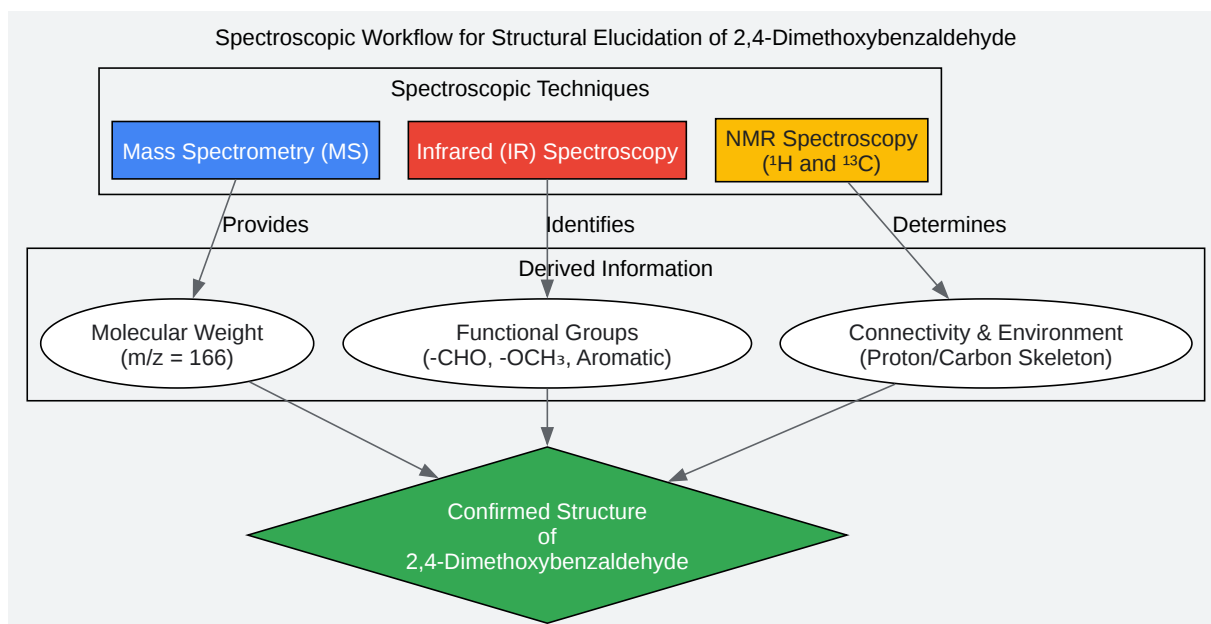 Spectroscopic Workflow for Structural Elucidation of 2,4-Dimethoxybenzaldehyde
Spectroscopic Techniques
Mass Spectrometry (MS)
Infrared (IR) Spectroscopy
NMR Spectroscopy
(¹H and ¹³C)
Provides
Identifies
Determines
Derived Information
Molecular Weight
(m/z = 166)
Functional Groups
(-CHO, -OCH₃, Aromatic)
Connectivity & Environment
(Proton/Carbon Skeleton)
Confirmed Structure
of
2,4-Dimethoxybenzaldehyde